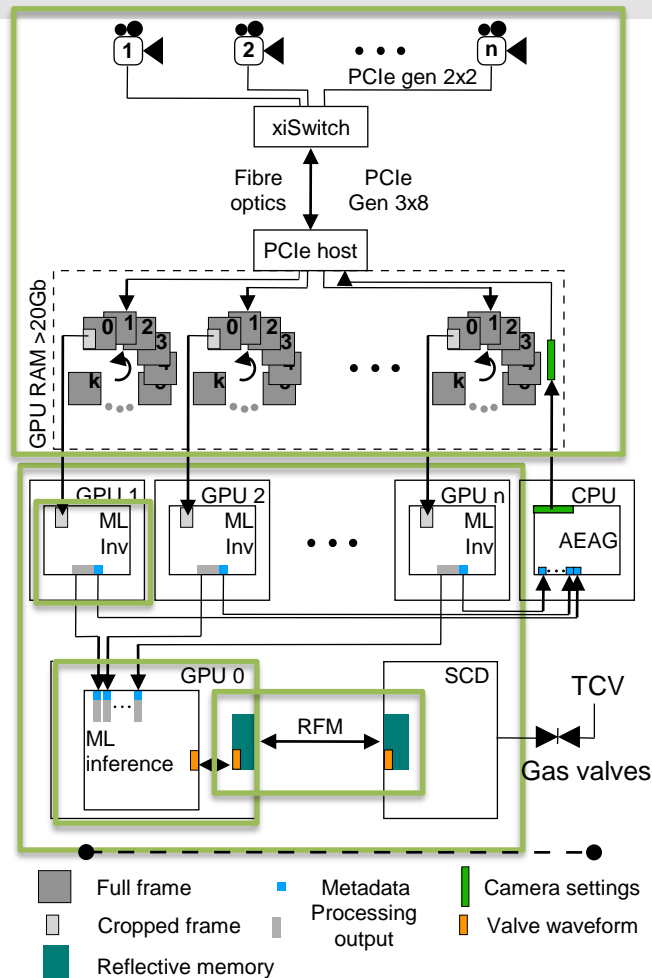 1
2
• • •
n
PCIe gen 2x2
xiSwitch
Fibre optics
PCIe Gen 3x8
PCIe host
GPU RAM >20Gb
0 1 2 3 k
0 1 2 3 k
• • •
0 1 2 3 k
GPU 1
GPU 2
GPU n
CPU
ML
Inv
ML
Inv
• • •
ML
Inv
AEAG
GPU 0
SCD
TCV
RFM
ML
inference
Gas valves
Full frame
Metadata
Camera settings
Cropped frame
Processing output
Valve waveform
Reflective memory